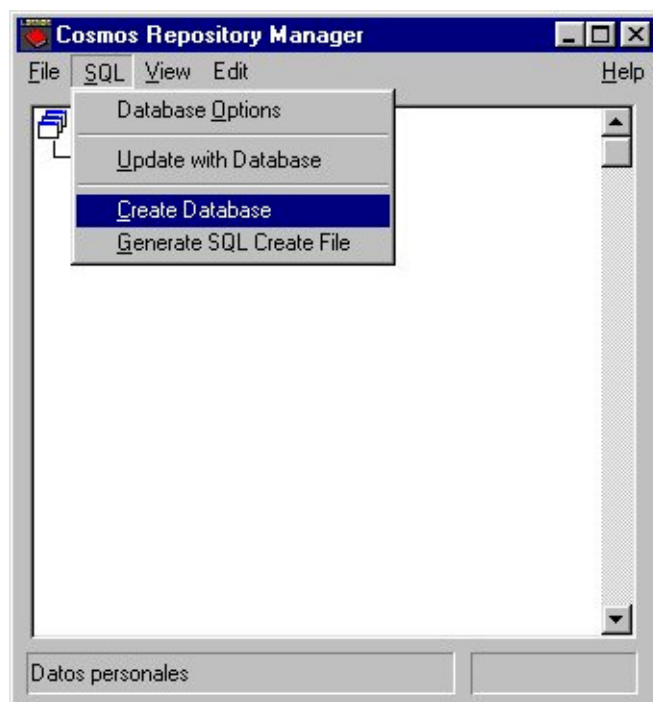 Cosmos Repository Manager
File SQL View Edit Help
Database Options
Update with Database
Create Database
Generate SQL Create File
Datos personales